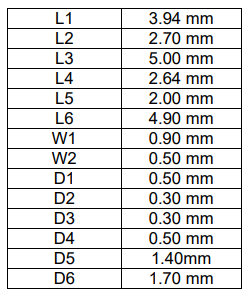 L1 3.94 mm
L2 2.70 mm
L3 5.00 mm
L4 2.64 mm
L5 2.00 mm
L6 4.90 mm
W1 0.90 mm
W2 0.50 mm
D1 0.50 mm
D2 0.30 mm
D3 0.30 mm
D4 0.50 mm
D5 1.40mm
D6 1.70 mm